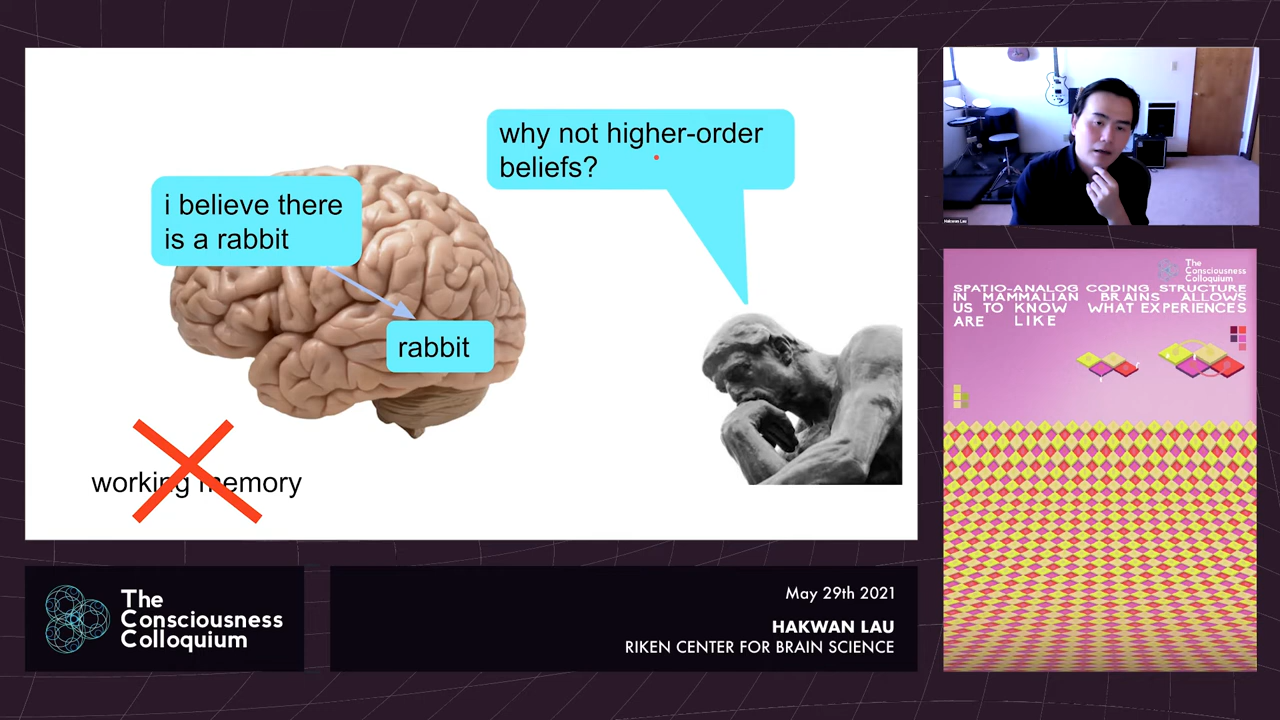 why not higher-order
beliefs?
i believe there
is a rabbit
rabbit
working memory
Hakwan Lau
The
Consciousness
Colloquium
SPATIO-ANALOG CODING STRUCTURE
IN MAMMALIAN BRAINS ALLOWS
US TO KNOW WHAT EXPERIENCES
ARE LIKE
The
Consciousness
Colloquium
May 29th 2021
HAKWAN LAU
RIKEN CENTER FOR BRAIN SCIENCE